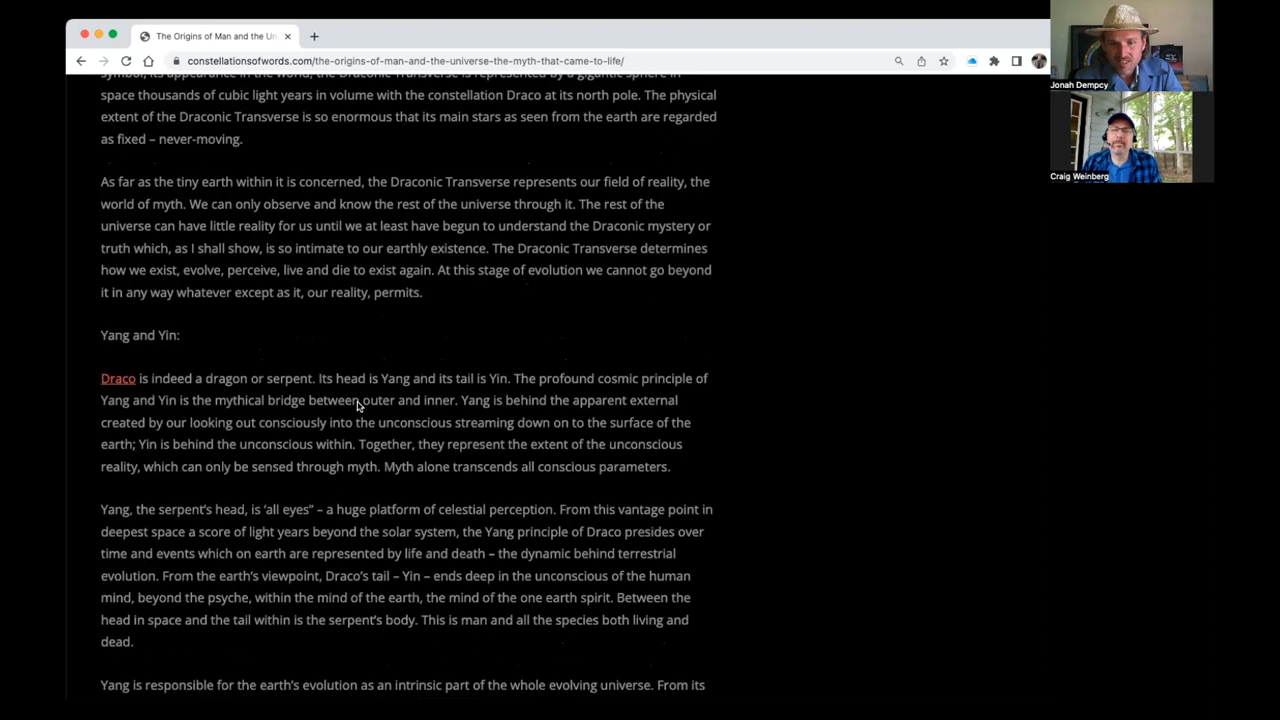 The Origins of Man and the Un
constellationsofwords.com/the-origins-of-man-and-the-universe-the-myth-that-came-to-life/
Jonah Dempcy
Craig Weinberg
symbol, its appearance in the world, the Draconic Transverse is represented by a gigantic sphere in
space thousands of cubic light years in volume with the constellation Draco at its north pole. The physical
extent of the Draconic Transverse is so enormous that its main stars as seen from the earth are regarded
as fixed – never-moving.
As far as the tiny earth within it is concerned, the Draconic Transverse represents our field of reality, the
world of myth. We can only observe and know the rest of the universe through it. The rest of the
universe can have little reality for us until we at least have begun to understand the Draconic mystery or
truth which, as I shall show, is so intimate to our earthly existence. The Draconic Transverse determines
how we exist, evolve, perceive, live and die to exist again. At this stage of evolution we cannot go beyond
it in any way whatever except as it, our reality, permits.
Yang and Yin:
Draco is indeed a dragon or serpent. Its head is Yang and its tail is Yin. The profound cosmic principle of
Yang and Yin is the mythical bridge between outer and inner. Yang is behind the apparent external
created by our looking out consciously into the unconscious streaming down on to the surface of the
earth; Yin is behind the unconscious within. Together, they represent the extent of the unconscious
reality, which can only be sensed through myth. Myth alone transcends all conscious parameters.
Yang, the serpent's head, is 'all eyes" – a huge platform of celestial perception. From this vantage point in
deepest space a score of light years beyond the solar system, the Yang principle of Draco presides over
time and events which on earth are represented by life and death – the dynamic behind terrestrial
evolution. From the earth's viewpoint, Draco's tail – Yin – ends deep in the unconscious of the human
mind, beyond the psyche, within the mind of the earth, the mind of the one earth spirit. Between the
head in space and the tail within is the serpent's body. This is man and all the species both living and
dead.
Yang is responsible for the earth's evolution as an intrinsic part of the whole evolving universe. From its